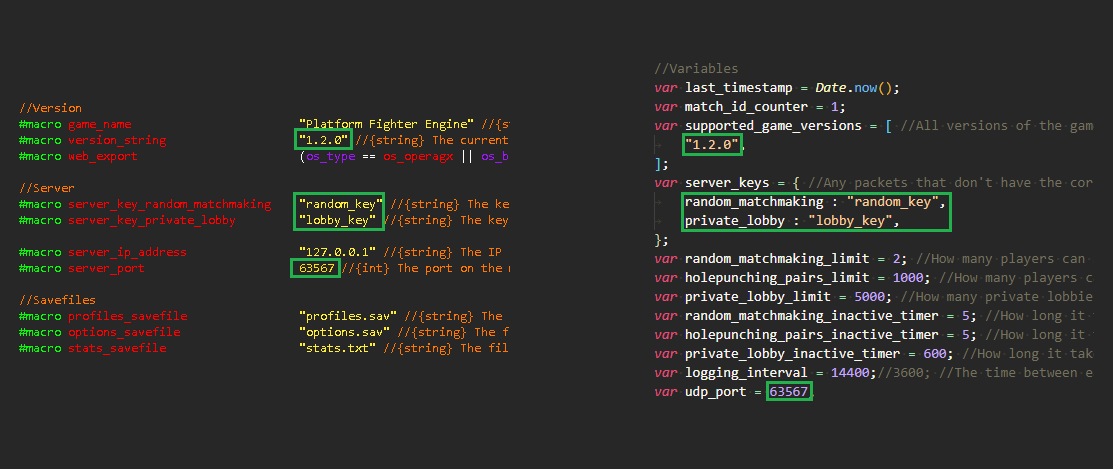 //Version
#macro game_name "Platform Fighter Engine" //{s
#macro version_string "1.2.0" //{string} The current
#macro web_export (os_type == os_operagx || os_b
//Server
#macro server_key_random_matchmaking "random_key" //{string} The ke
#macro server_key_private_lobby "lobby_key" //{string} The key
#macro server_ip_address "127.0.0.1" //{string} The IP
#macro server_port 63567 //{int} The port on the
//Savefiles
#macro profiles_savefile "profiles.sav" //{string} The
#macro options_savefile "options.sav" //{string} The f
#macro stats_savefile "stats.txt" //{string} The fil
//Variables
var last_timestamp = Date.now();
var match_id_counter = 1;
var supported_game_versions = [ //All versions of the gam
"1.2.0",
];
var server_keys = { //Any packets that don't have the cor
random_matchmaking : "random_key",
private_lobby : "lobby_key",
};
var random_matchmaking_limit = 2; //How many players can
var holepunching_pairs_limit = 1000; //How many players c
var private_lobby_limit = 5000; //How many private lobbie
var random_matchmaking_inactive_timer = 5; //How long it
var holepunching_pairs_inactive_timer = 5; //How long it
var private_lobby_inactive_timer = 600; //How long it tak
var logging_interval = 14400;//3600; //The time between e
var udp_port = 63567